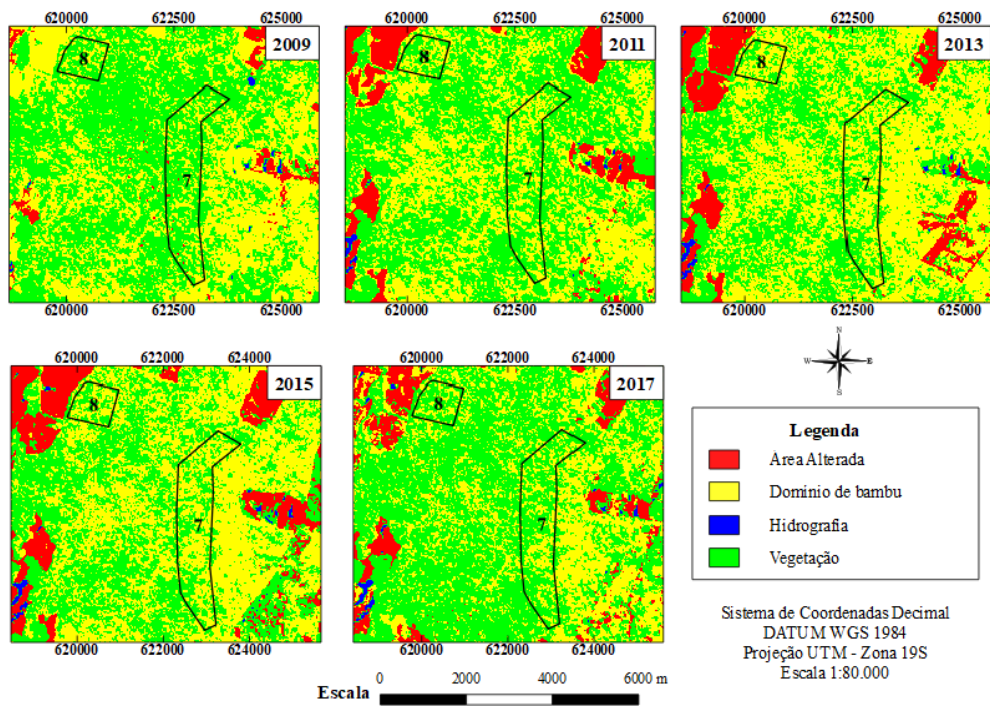 620000 622500 625000
2009
8
7
620000 622500 625000
620000 622500 625000
2011
8
7
620000 622500 625000
620000 622500 625000
2013
8
7
620000 622500 625000
620000 622000 624000
2015
8
7
620000 622000 624000
620000 622000 624000
2017
8
7
620000 622000 624000
N
W E
S
Legenda
Area Alterada
Dominio de bambu
Hidrografia
Vegetação
Sistema de Coordenadas Decimal
DATUM WGS 1984
Projeção UTM - Zona 19S
Escala 1:80.000
Escala 0 2000 4000 6000 m